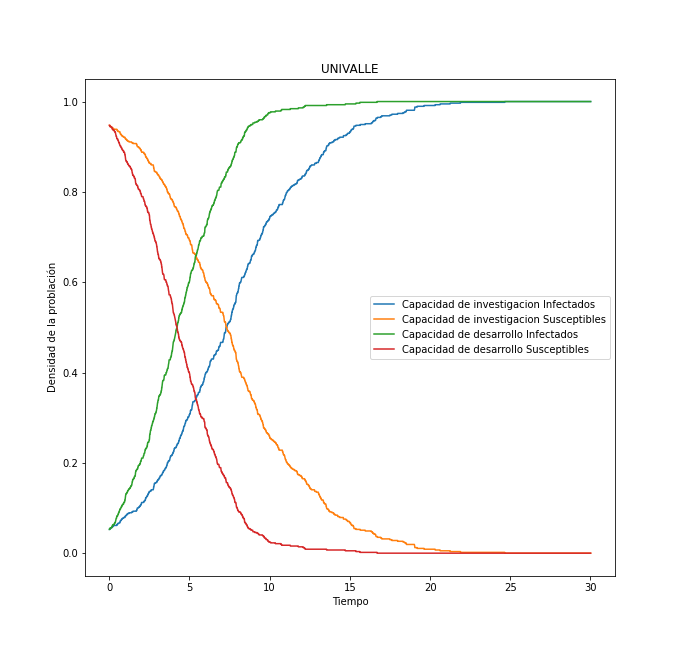 UNIVALLE
1.0
0.8
0.6
0.4
0.2
0.0
Densidad de la problación
Capacidad de investigacion Infectados
Capacidad de investigacion Susceptibles
Capacidad de desarrollo Infectados
Capacidad de desarrollo Susceptibles
0 5 10 15 20 25 30
Tiempo